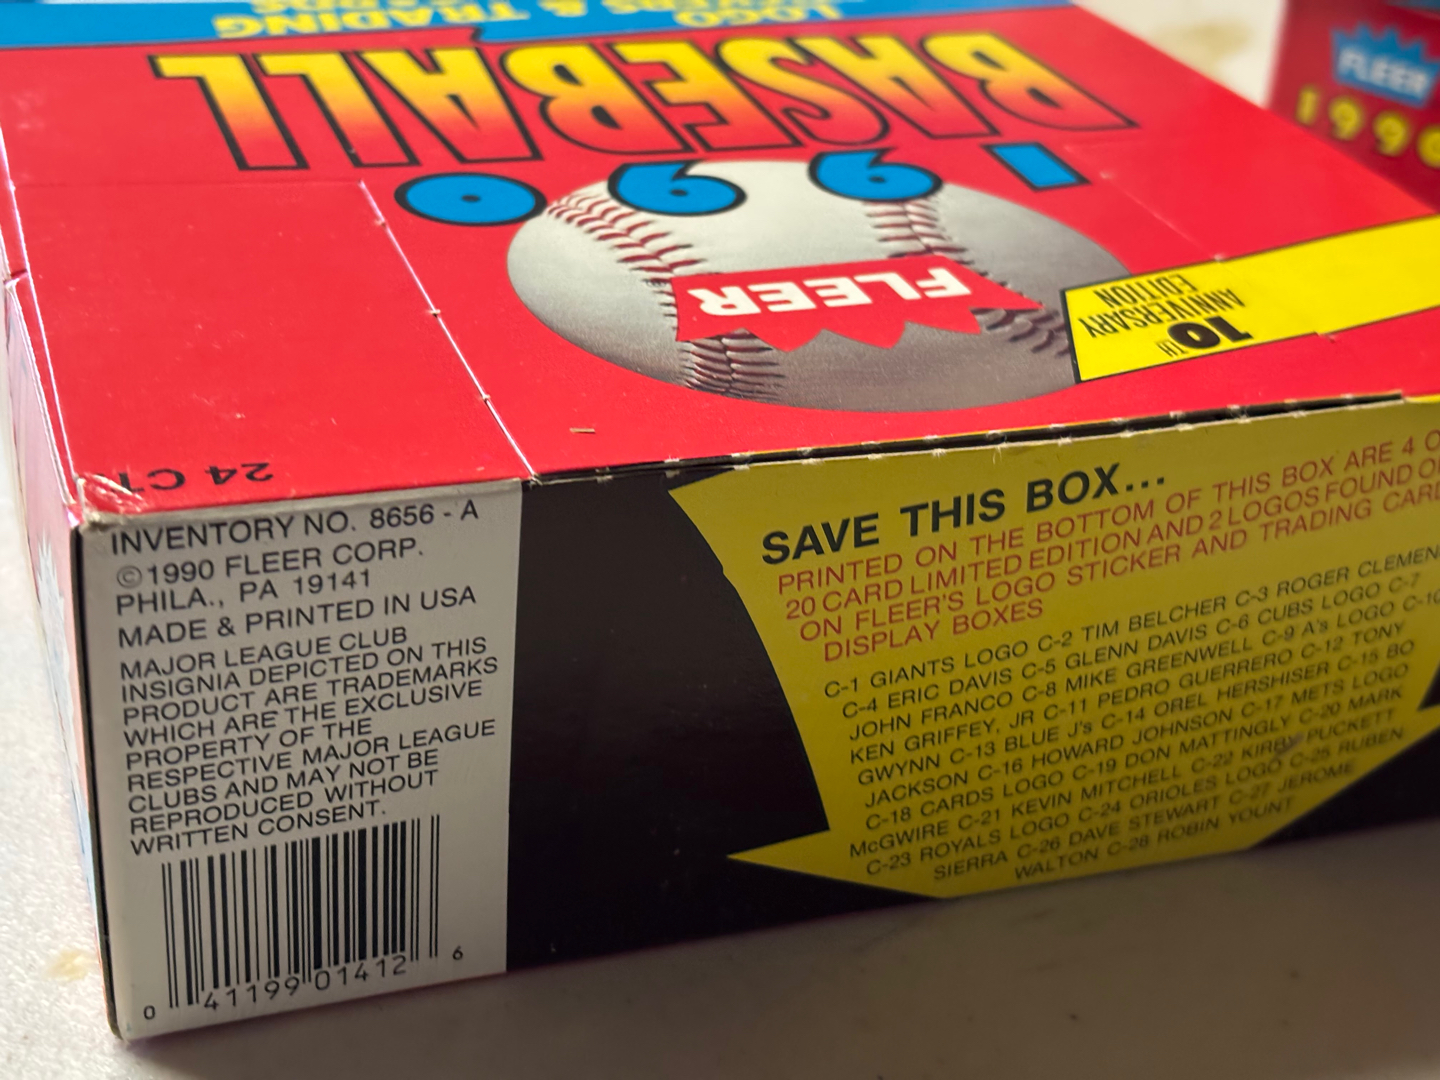 LOGO
STICKERS & TRADING
CARDS
BASEBALL
1990
FLEER
10TH
ANNIVERSARY
EDITION
24 CT
FLEER
1990
INVENTORY NO. 8656 - A
©1990 FLEER CORP.
PHILA., PA 19141
MADE & PRINTED IN USA
MAJOR LEAGUE CLUB
INSIGNIA DEPICTED ON THIS
PRODUCT ARE TRADEMARKS
WHICH ARE THE EXCLUSIVE
PROPERTY OF THE
RESPECTIVE MAJOR LEAGUE
CLUBS AND MAY NOT BE
REPRODUCED WITHOUT
WRITTEN CONSENT.
0 41199 01412 6
SAVE THIS BOX...
PRINTED ON THE BOTTOM OF THIS BOX ARE 4 O
20 CARD LIMITED EDITION AND 2 LOGOS FOUND O
ON FLEER'S LOGO STICKER AND TRADING CARD
DISPLAY BOXES
C-1 GIANTS LOGO C-2 TIM BELCHER C-3 ROGER CLEMEN
C-4 ERIC DAVIS C-5 GLENN DAVIS C-6 CUBS LOGO C-7
JOHN FRANCO C-8 MIKE GREENWELL C-9 A's LOGO C-10
KEN GRIFFEY, JR C-11 PEDRO GUERRERO C-12 TONY
GWYNN C-13 BLUE J's C-14 OREL HERSHISER C-15 BO
JACKSON C-16 HOWARD JOHNSON C-17 METS LOGO
C-18 CARDS LOGO C-19 DON MATTINGLY C-20 MARK
McGWIRE C-21 KEVIN MITCHELL C-22 KIRBY PUCKETT
C-23 ROYALS LOGO C-24 ORIOLES LOGO C-25 RUBEN
SIERRA C-26 DAVE STEWART C-27 JEROME
WALTON C-28 ROBIN YOUNT